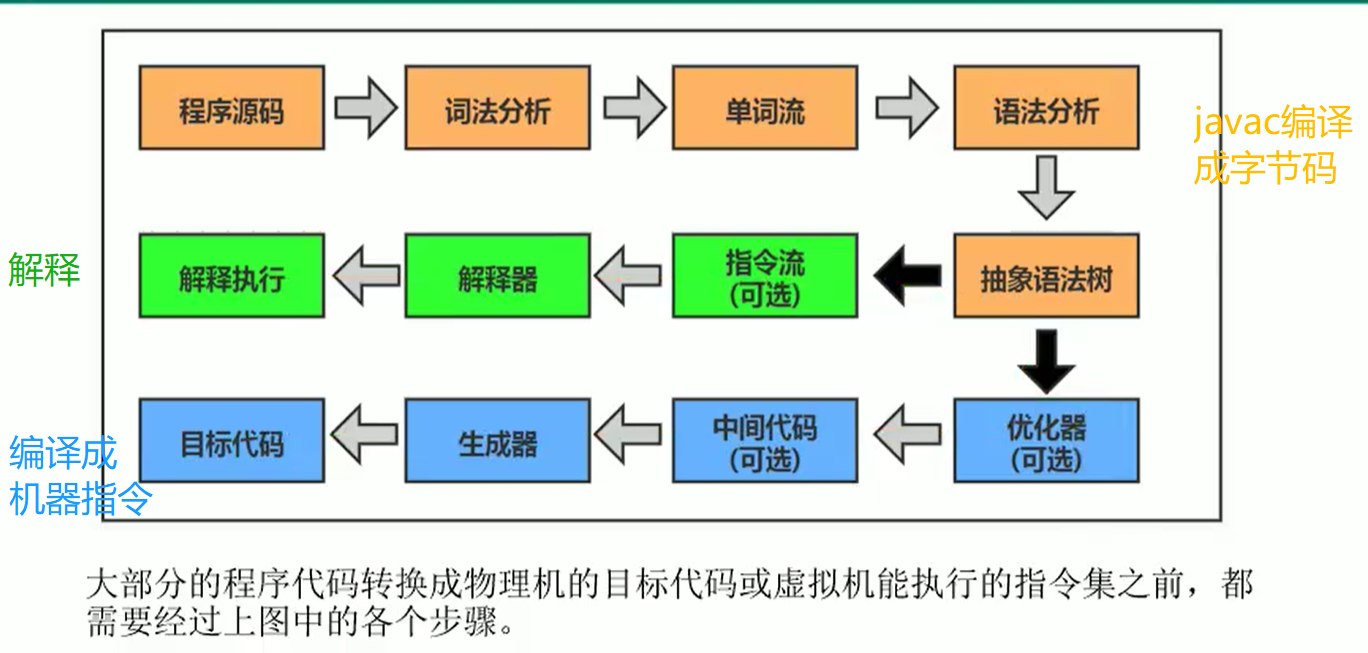 程序源码
词法分析
单词流
语法分析
javac编译
成字节码
解释
解释执行
解释器
指令流
(可选)
抽象语法树
编译成
机器指令
目标代码
生成器
中间代码
(可选)
优化器
(可选)
大部分的程序代码转换成物理机的目标代码或虚拟机能执行的指令集之前，都
需要经过上图中的各个步骤。